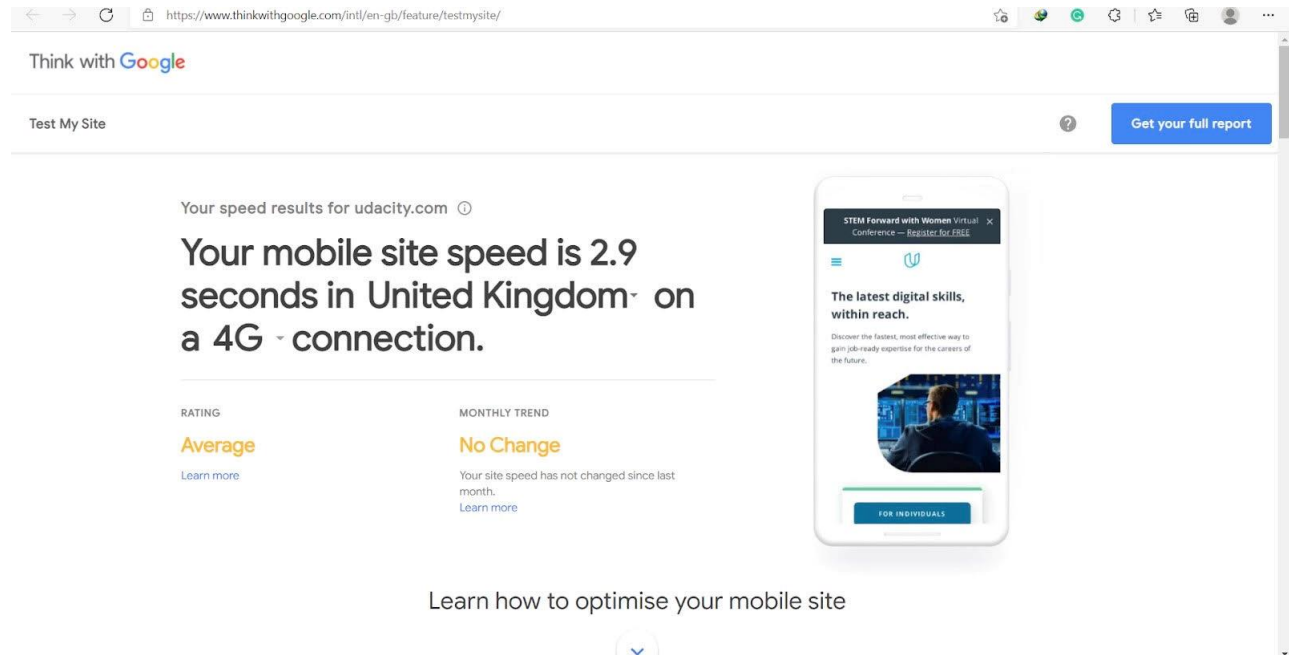 https://www.thinkwithgoogle.com/intl/en-gb/feature/testmysite/
Think with Google
Test My Site
Get your full report
Your speed results for udacity.com
Your mobile site speed is 2.9
seconds in United Kingdom on
a 4G connection.
RATING
Average
Learn more
MONTHLY TREND
No Change
Your site speed has not changed since last
month.
Learn more
STEM Forward with Women Virtual
Conference — Register for FREE
The latest digital skills,
within reach.
Discover the fastest, most effective way to
gain job-ready expertise for the careers of
the future.
FOR INDIVIDUALS
Learn how to optimise your mobile site